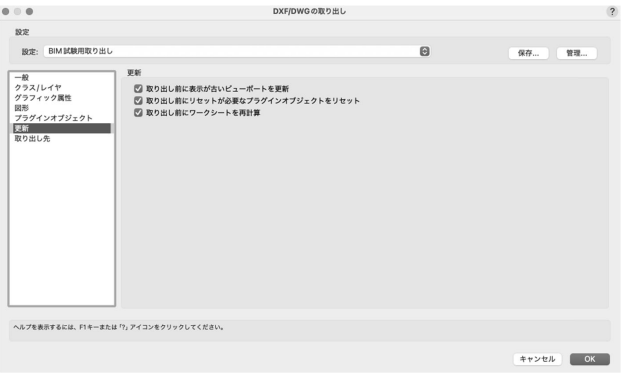 DXF/DWGの取り出し
?
設定
設定: BIM試験用取り出し
保存... 管理...
一般
クラス/レイヤ
グラフィック属性
図形
プラグインオブジェクト
更新
取り出し先
更新
取り出し前に表示が古いビューポートを更新
取り出し前にリセットが必要なプラグインオブジェクトをリセット
取り出し前にワークシートを再計算
ヘルプを表示するには、F1キーまたは「?」アイコンをクリックしてください。
キャンセル OK